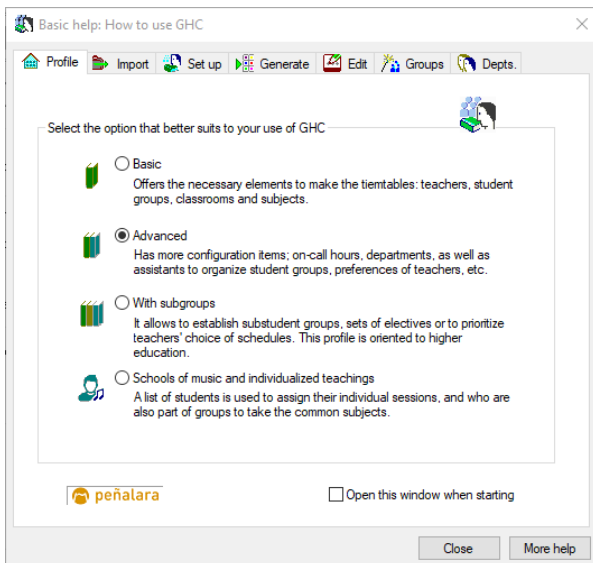 Basic help: How to use GHC
Profile Import Set up Generate Edit Groups Depts.
Select the option that better suits to your use of GHC
Basic
Offers the necessary elements to make the tiemtables: teachers, student
groups, classrooms and subjects.
Advanced
Has more configuration items; on-call hours, departments, as well as
assistants to organize student groups, preferences of teachers, etc.
With subgroups
It allows to establish substudent groups, sets of electives or to prioritize
teachers' choice of schedules. This profile is oriented to higher
education.
Schools of music and individualized teachings
A list of students is used to assign their individual sessions, and who are
also part of groups to take the common subjects.
peñalara
Open this window when starting
Close More help